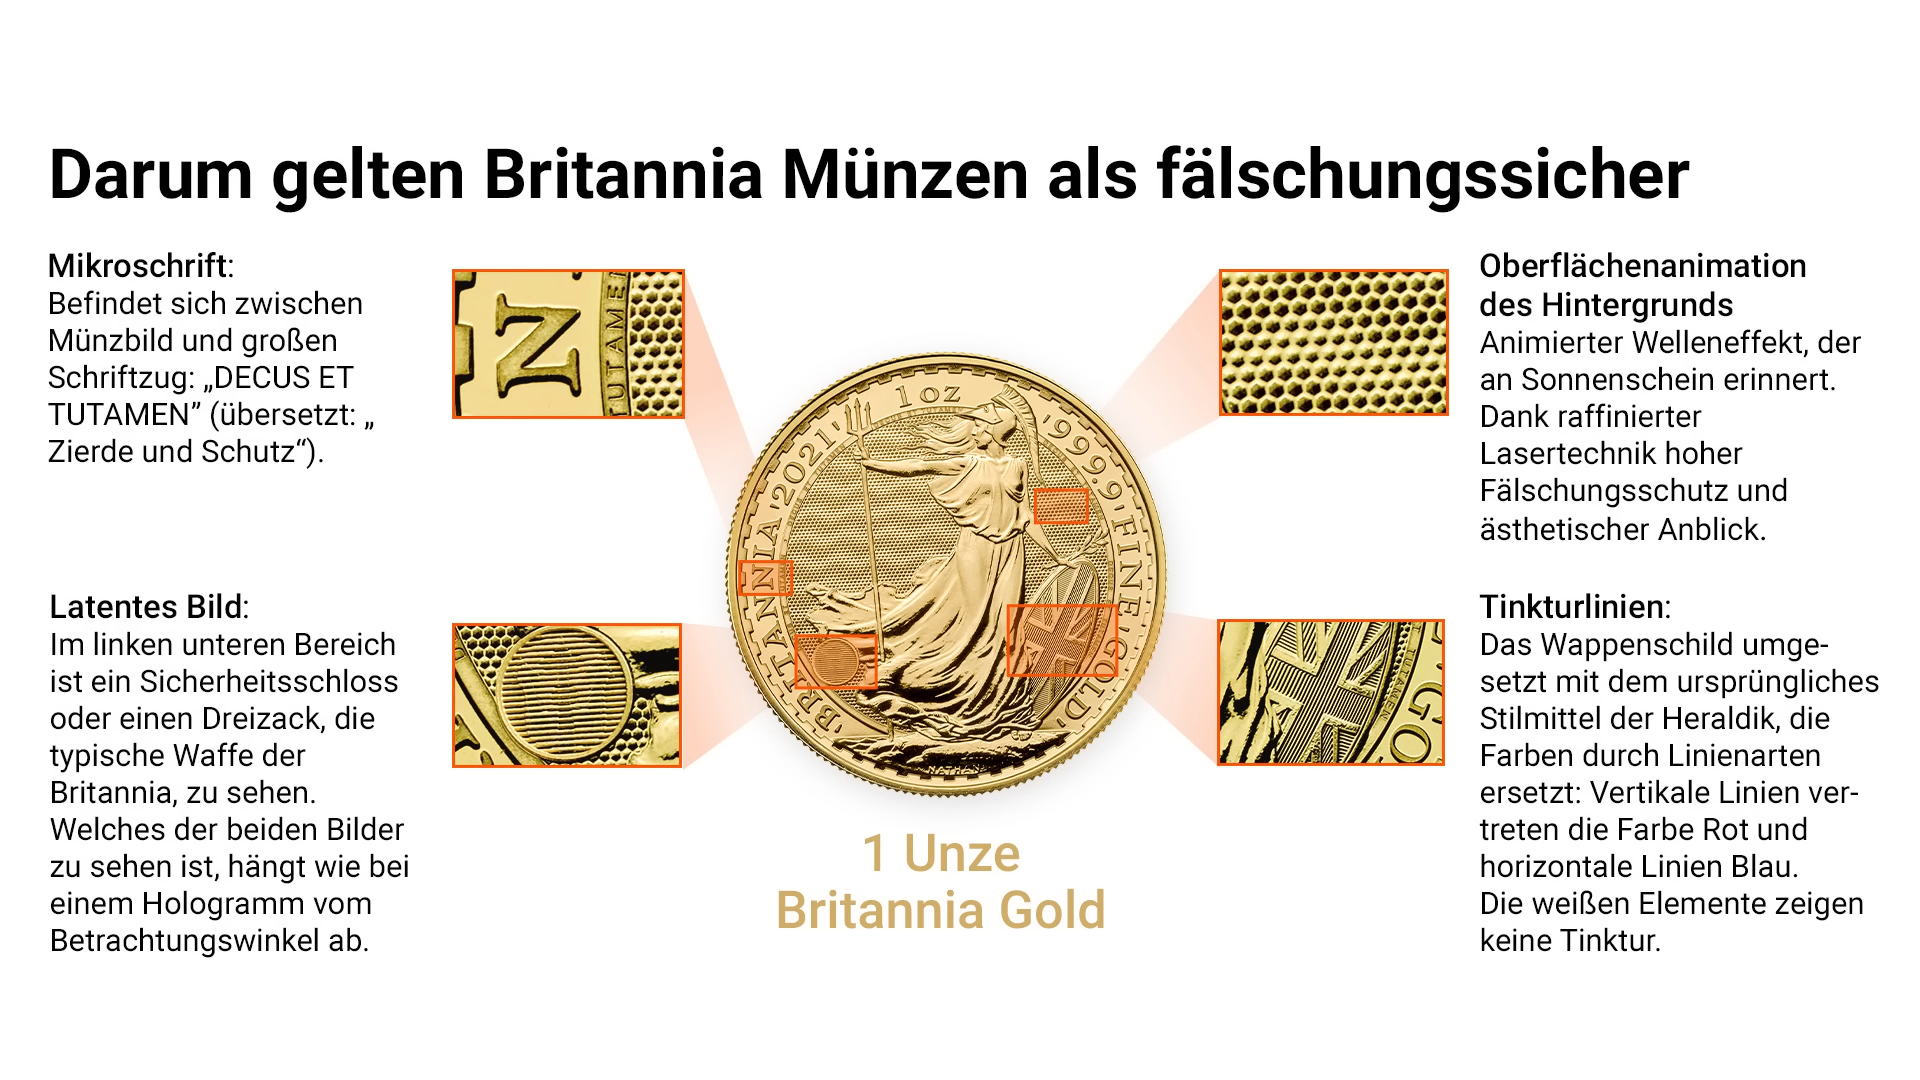 Darum gelten Britannia Münzen als fälschungssicher
Mikroschrift:
Befindet sich zwischen
Münzbild und großen
Schriftzug: „DECUS ET
TUTAMEN” (übersetzt: „
Zierde und Schutz“).
Latentes Bild:
Im linken unteren Bereich
ist ein Sicherheitsschloss
oder einen Dreizack, die
typische Waffe der
Britannia, zu sehen.
Welches der beiden Bilder
zu sehen ist, hängt wie bei
einem Hologramm vom
Betrachtungswinkel ab.
N
TUTAME
'BRITANNIA'2021'
1 oz
'999.9'FINE'GOLD'
NATHAN
1 Unze
Britannia Gold
TUTAMEN
GO
Oberflächenanimation
des Hintergrunds
Animierter Welleneffekt, der
an Sonnenschein erinnert.
Dank raffinierter
Lasertechnik hoher
Fälschungsschutz und
ästhetischer Anblick.
Tinkturlinien:
Das Wappenschild umge-
setzt mit dem ursprüngliches
Stilmittel der Heraldik, die
Farben durch Linienarten
ersetzt: Vertikale Linien ver-
treten die Farbe Rot und
horizontale Linien Blau.
Die weißen Elemente zeigen
keine Tinktur.